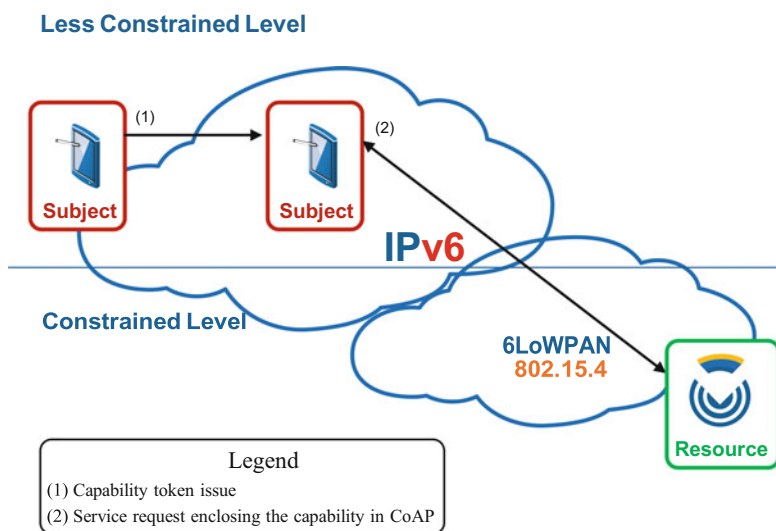 Less Constrained Level
(1)
(2)
Subject
Subject
IPv6
Constrained Level
6LoWPAN
802.15.4
Resource
Legend
(1) Capability token issue
(2) Service request enclosing the capability in CoAP